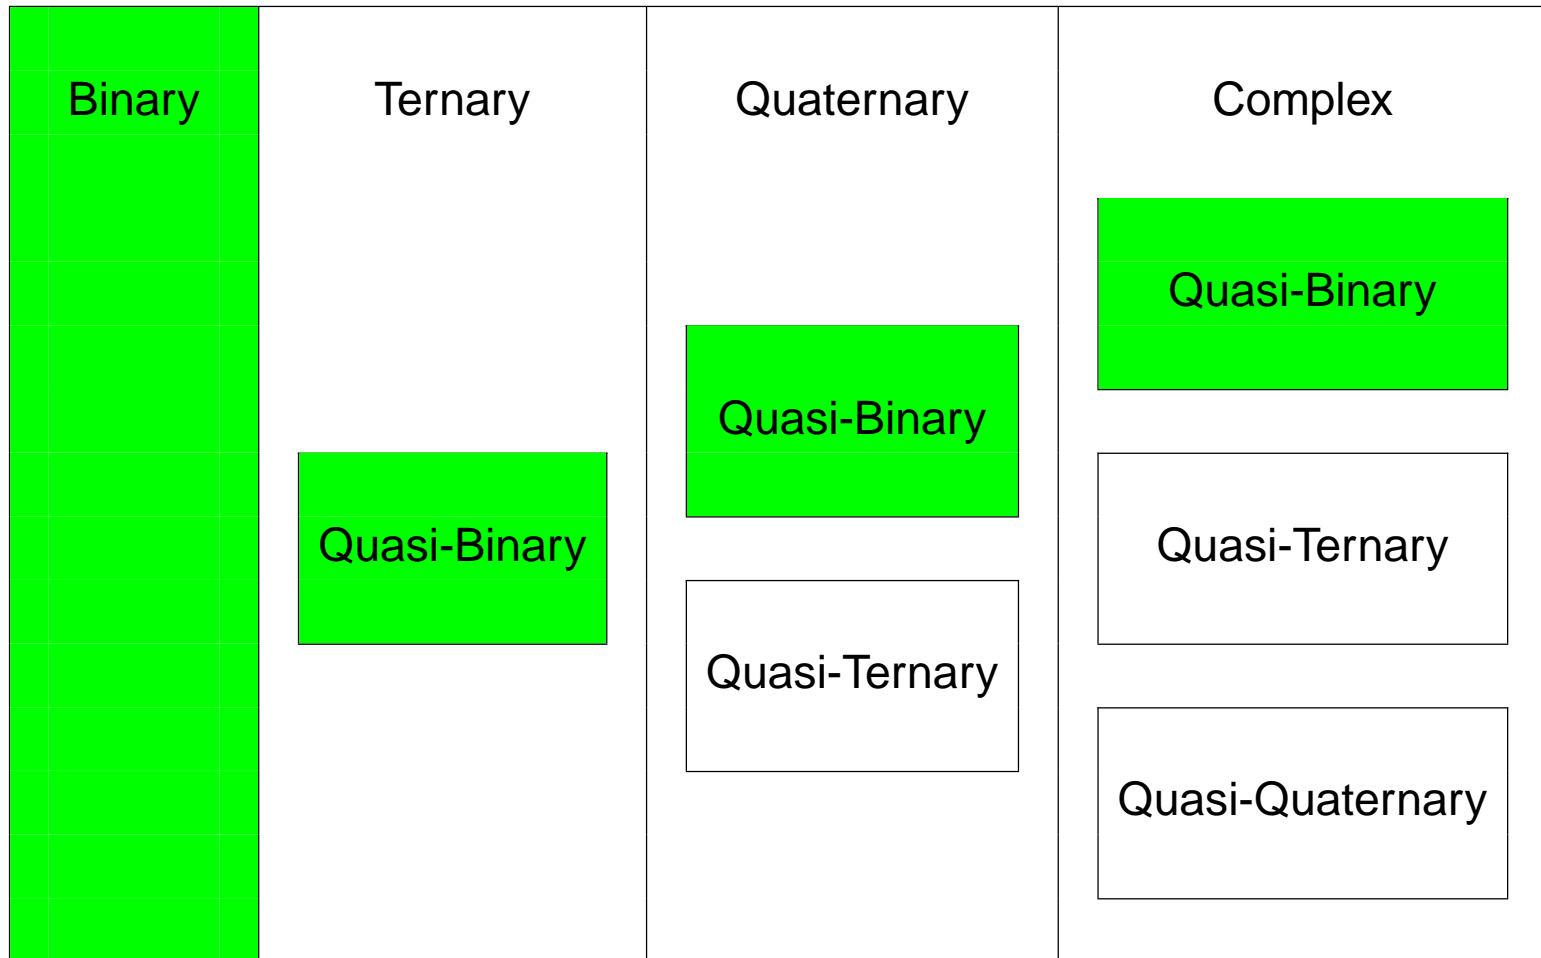 Binary
Ternary
Quaternary
Complex
Quasi-Binary
Quasi-Binary
Quasi-Binary
Quasi-Ternary
Quasi-Ternary
Quasi-Quaternary